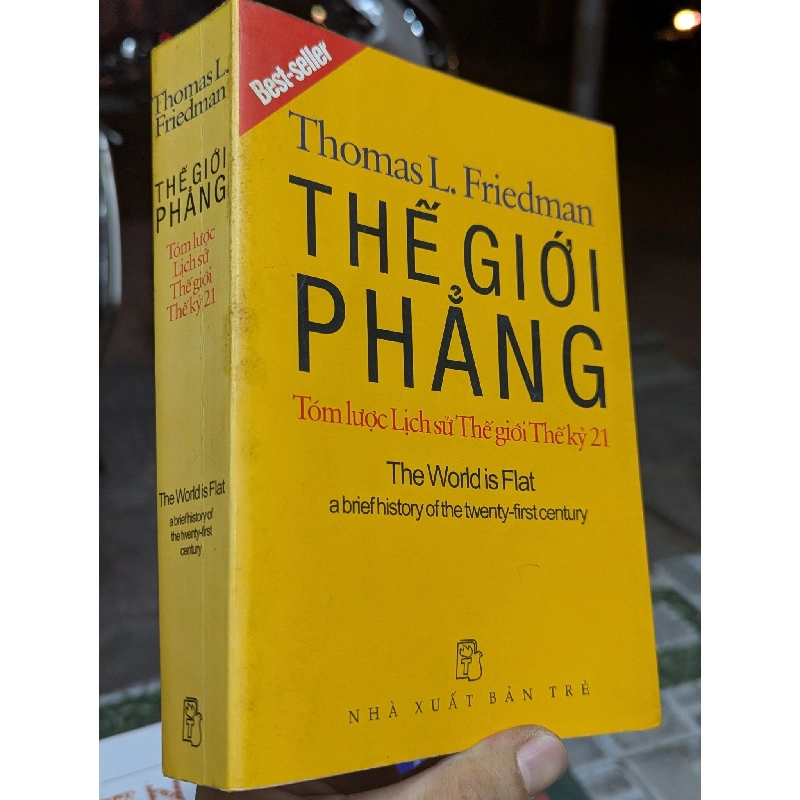 Thomas L.
Friedman
THẾ GIỚI
PHẲNG
Tóm lược
Lịch sử
Thế giới
Thế kỷ 21
The World is Flat
a brief history of
the twenty-first
century
Best-seller
Thomas L. Friedman
THẾ GIỚI
PHẲNG
Tóm lược Lịch sử Thế giới Thế kỷ 21
The World is Flat
a brief history of the twenty-first century
NHÀ XUẤT BẢN TRẺ